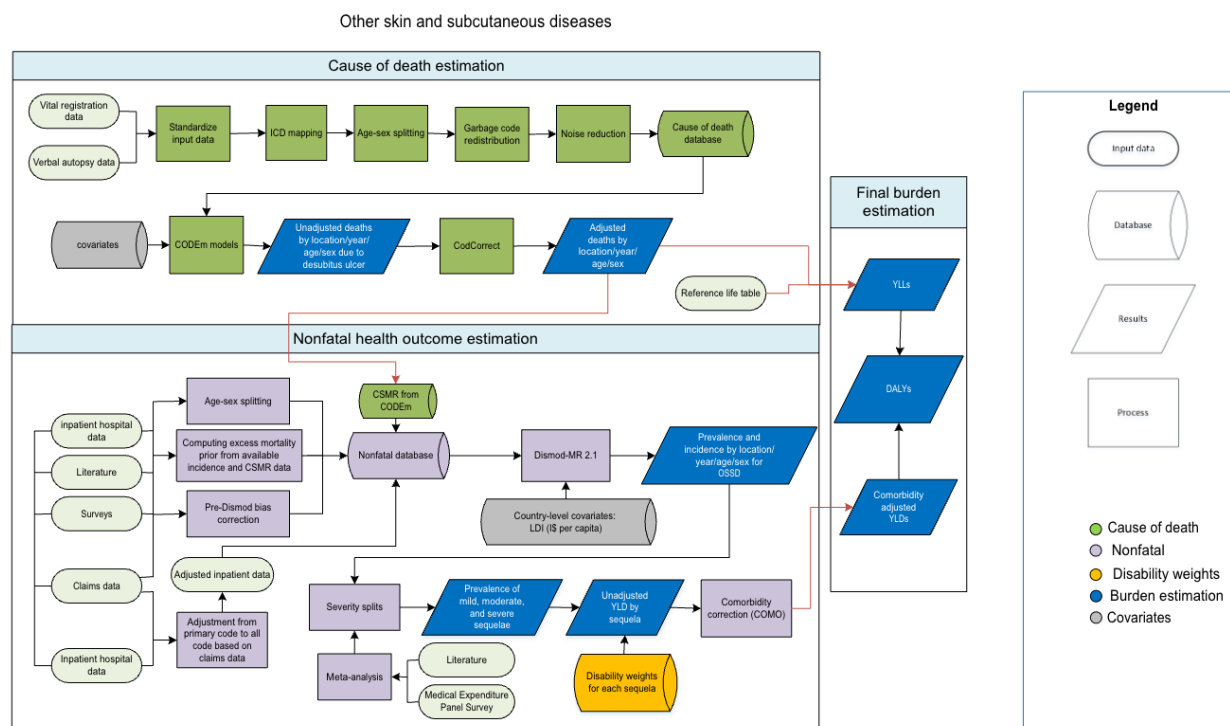 Other skin and subcutaneous diseases
Cause of death estimation
Vital registration
data
Verbal autopsy data
Standardize
input data
ICD mapping
Age-sex splitting
Garbage code
redistribution
Noise reduction
Cause of death
database
covariates
CODEm models
Unadjusted deaths
by location/year/
age/sex due to
desubitus ulcer
CodCorrect
Adjusted
deaths by
location/year/
age/sex
Reference life table
Final burden
estimation
YLLs
DALYs
Comorbidity
adjusted
YLDs
Nonfatal health outcome estimation
inpatient hospital
data
Literature
Surveys
Claims data
Inpatient hospital
data
Age-sex splitting
Computing excess mortality
prior from available
incidence and CSMR data
Pre-Dismod bias
correction
Adjusted inpatient data
Adjustment from
primary code to all
code based on
claims data
CSMR from
CODEm
Nonfatal database
Dismod-MR 2.1
Country-level covariates:
LDI (I$ per capita)
Prevalence and
incidence by location/
year/age/sex for
OSSD
Severity splits
Meta-analysis
Literature
Medical Expenditure
Panel Survey
Prevalence of
mild, moderate,
and severe
sequelae
Unadjusted
YLD by
sequela
Disability weights
for each sequela
Comorbidity
correction (COMO)
Legend
Input data
Database
Results
Process
Cause of death
Nonfatal
Disability weights
Burden estimation
Covariates